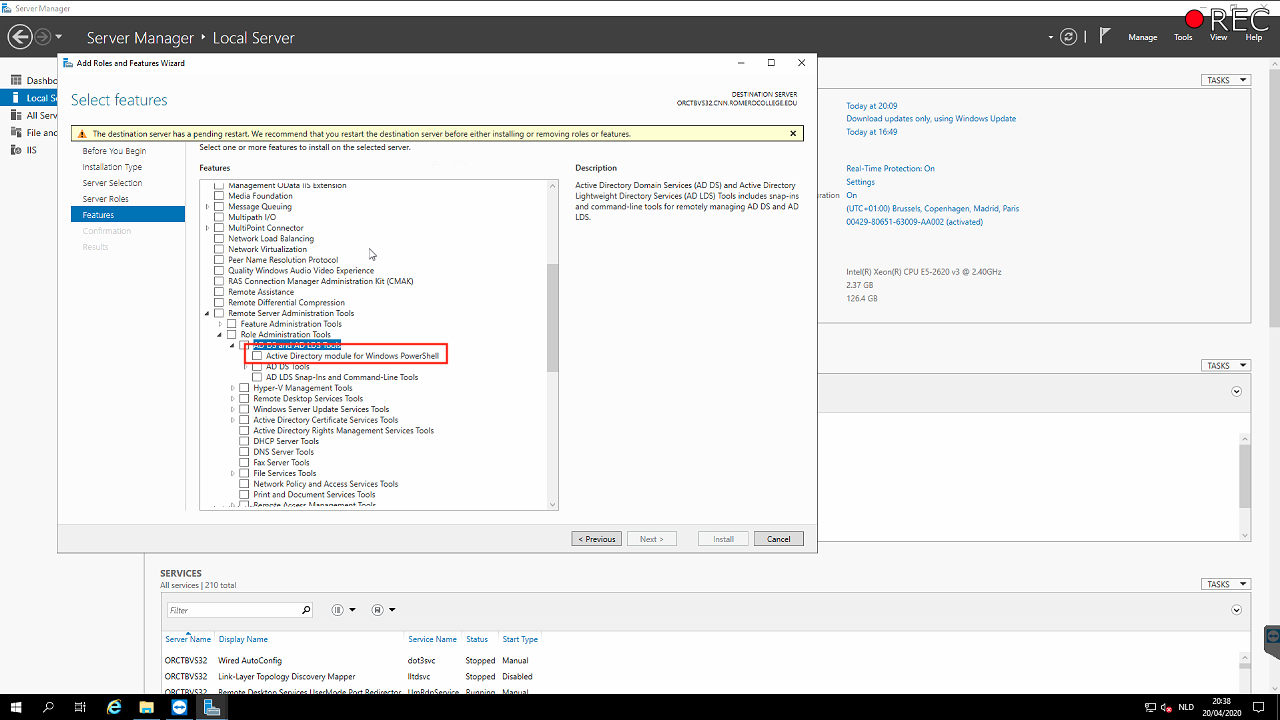 Server Manager
REC
Server Manager • Local Server
Manage Tools View Help
Add Roles and Features Wizard
Select features
DESTINATION SERVER
ORCTBVS32.CNN.ROMEROCOLLEGE.EDU
The destination server has a pending restart. We recommend that you restart the destination server before either installing or removing roles or features.
Before You Begin
Installation Type
Server Selection
Server Roles
Features
Confirmation
Results
Select one or more features to install on the selected server.
Features
Management OData IIS Extension
Media Foundation
Message Queuing
Multipath I/O
MultiPoint Connector
Network Load Balancing
Network Virtualization
Peer Name Resolution Protocol
Quality Windows Audio Video Experience
RAS Connection Manager Administration Kit (CMAK)
Remote Assistance
Remote Differential Compression
Remote Server Administration Tools
Feature Administration Tools
Role Administration Tools
AD DS and AD LDS Tools
Active Directory module for Windows PowerShell
AD DS Tools
AD LDS Snap-Ins and Command-Line Tools
Hyper-V Management Tools
Remote Desktop Services Tools
Windows Server Update Services Tools
Active Directory Certificate Services Tools
Active Directory Rights Management Services Tools
DHCP Server Tools
DNS Server Tools
Fax Server Tools
File Services Tools
Network Policy and Access Services Tools
Print and Document Services Tools
Remote Access Management Tools
Description
Active Directory Domain Services (AD DS) and Active Directory
Lightweight Directory Services (AD LDS) Tools includes snap-ins
and command-line tools for remotely managing AD DS and AD
LDS.
< Previous
Next >
Install
Cancel
Dashbo
Local Se
All Serv
File and
IIS
TASKS
Today at 20:09
Download updates only, using Windows Update
Today at 16:49
Real-Time Protection: On
Settings
uration On
(UTC+01:00) Brussels, Copenhagen, Madrid, Paris
00429-80651-63009-AA002 (activated)
Intel(R) Xeon(R) CPU E5-2620 v3 @ 2.40GHz
2.37 GB
126.4 GB
TASKS
SERVICES
All services | 210 total
TASKS
Filter
Server Name Display Name Service Name Status Start Type
ORCTBVS32 Wired AutoConfig dot3svc Stopped Manual
ORCTBVS32 Link-Layer Topology Discovery Mapper lltdsvc Stopped Disabled
ORCTBVS32 Remote Desktop Services UserMode Port Redirector UmRdpService Running Manual
NLD
20:38
20/04/2020